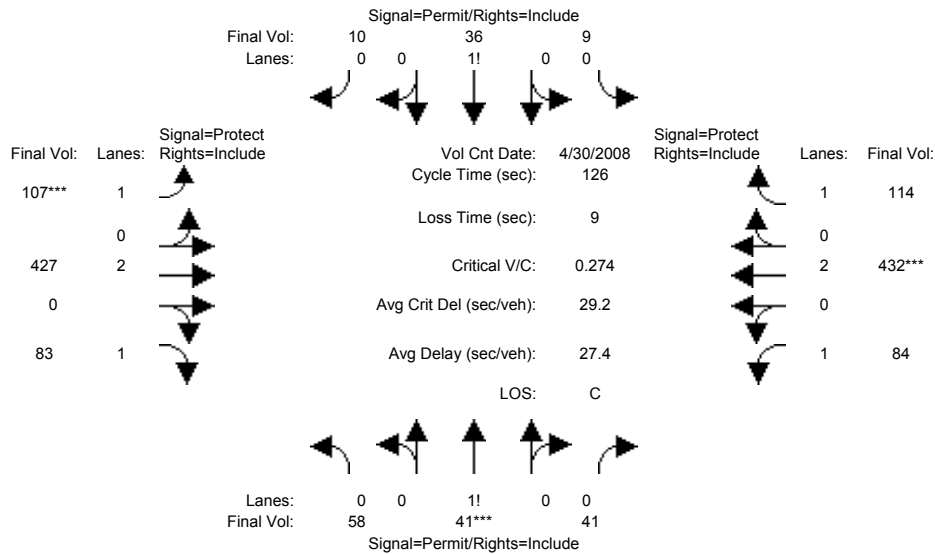 Signal=Permit/Rights=Include
Final Vol: 10 36 9
Lanes: 0 0 1! 0 0
Signal=Protect Signal=Protect
Final Vol: Lanes: Rights=Include Vol Cnt Date: 4/30/2008 Rights=Include Lanes: Final Vol:
Cycle Time (sec): 126
107*** 1 1 114
Loss Time (sec): 9
0 0
427 2 Critical V/C: 0.274 2 432***
0 Avg Crit Del (sec/veh): 29.2 0
83 1 Avg Delay (sec/veh): 27.4 1 84
LOS: C
Lanes: 0 0 1! 0 0
Final Vol: 58 41*** 41
Signal=Permit/Rights=Include